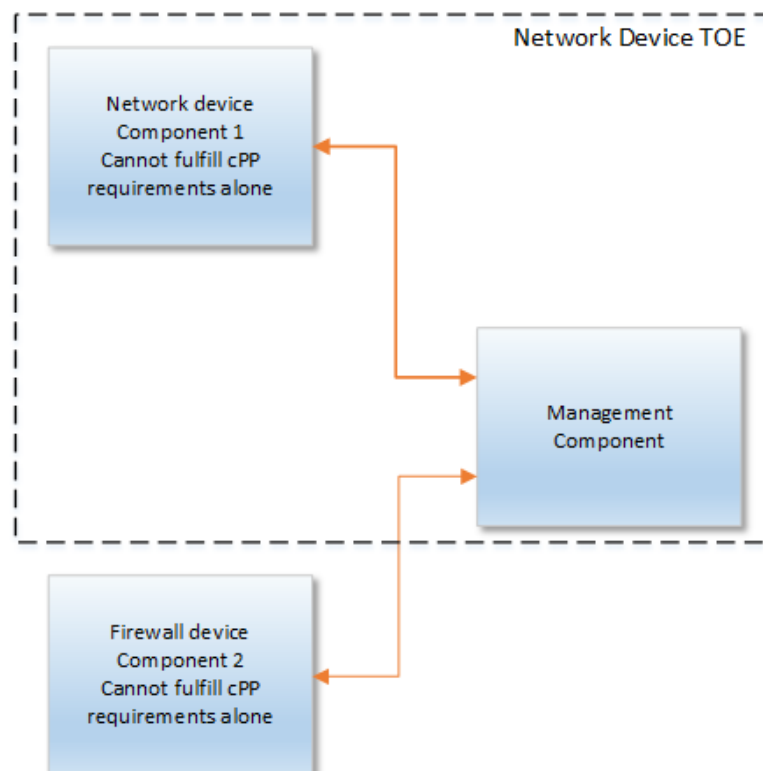 Network Device TOE
Network device
Component 1
Cannot fulfill cPP
requirements alone
Management
Component
Firewall device
Component 2
Cannot fulfill cPP
requirements alone